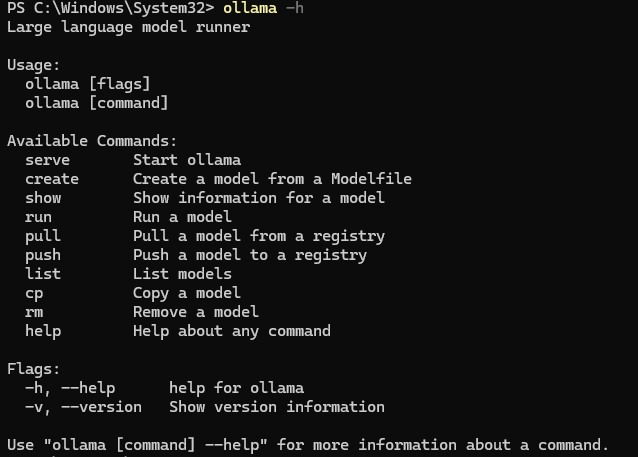 PS C:\Windows\System32> ollama -h
Large language model runner

Usage:
  ollama [flags]
  ollama [command]

Available Commands:
  serve       Start ollama
  create      Create a model from a Modelfile
  show        Show information for a model
  run         Run a model
  pull        Pull a model from a registry
  push        Push a model to a registry
  list        List models
  cp          Copy a model
  rm          Remove a model
  help        Help about any command

Flags:
  -h, --help      help for ollama
  -v, --version   Show version information

Use "ollama [command] --help" for more information about a command.